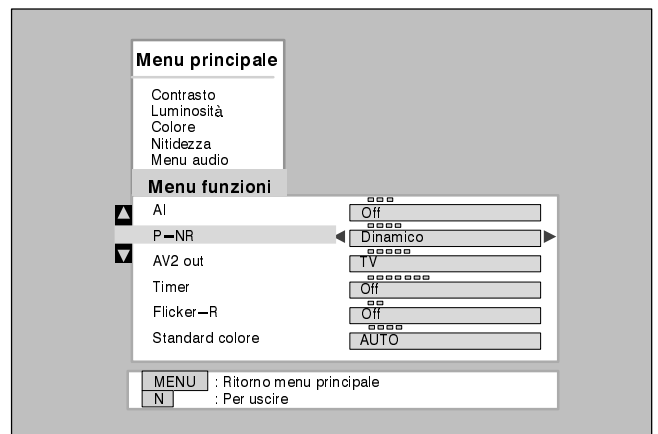 Menu principale
Contrasto
Luminosità
Colore
Nitidezza
Menu audio
Menu funzioni
AI Off
P-NR Dinamico
AV2 out TV
Timer Off
Flicker-R Off
Standard colore AUTO
MENU : Ritorno menu principale
N : Per uscire